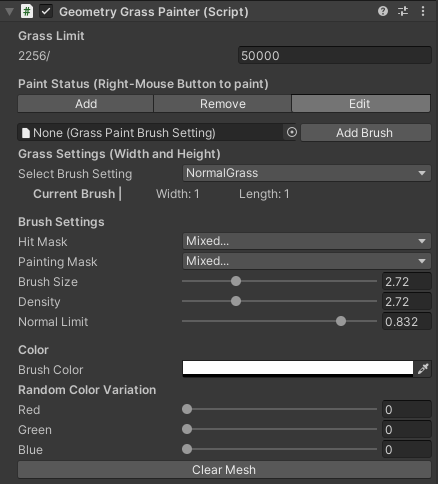 Geometry Grass Painter (Script)
Grass Limit
2256/ 50000
Paint Status (Right-Mouse Button to paint)
Add Remove Edit
None (Grass Paint Brush Setting) Add Brush
Grass Settings (Width and Height)
Select Brush Setting NormalGrass
Current Brush | Width: 1 Length: 1
Brush Settings
Hit Mask Mixed...
Painting Mask Mixed...
Brush Size 2.72
Density 2.72
Normal Limit 0.832
Color
Brush Color
Random Color Variation
Red 0
Green 0
Blue 0
Clear Mesh